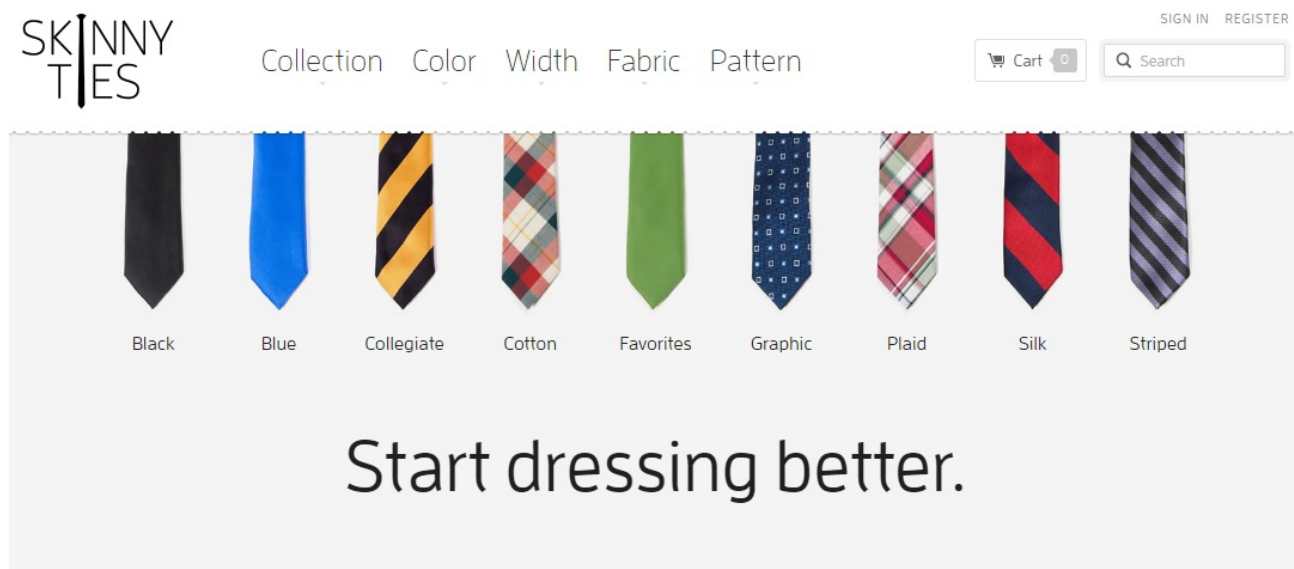 SKINNY
TIES
SIGN IN REGISTER
Collection Color Width Fabric Pattern
Cart 0
Search
Black Blue Collegiate Cotton Favorites Graphic Plaid Silk Striped
Start dressing better.